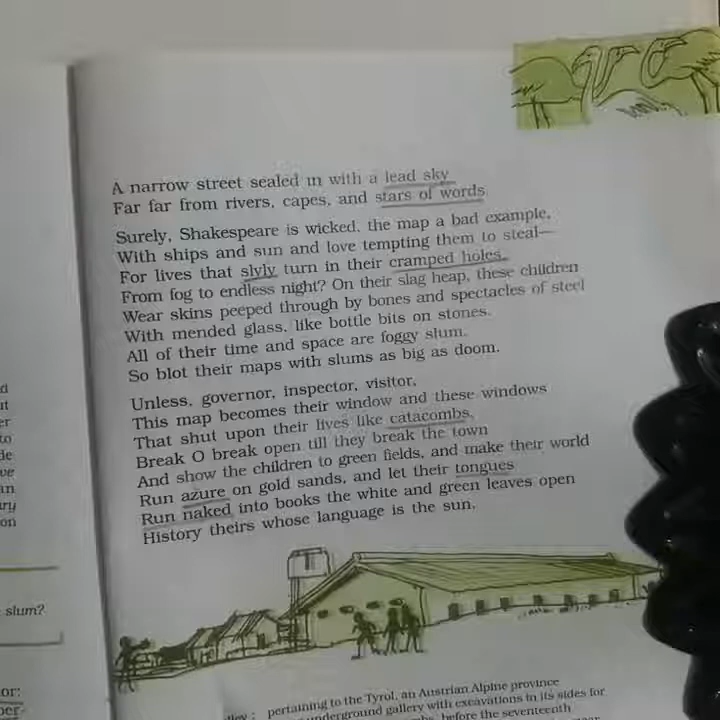 A narrow street sealed in with a lead sky
Far far from rivers, capes, and stars of words.
Surely, Shakespeare is wicked, the map a bad example,
With ships and sun and love tempting them to steal—
For lives that slyly turn in their cramped holes
From fog to endless night? On their slag heap, these children
Wear skins peeped through by bones and spectacles of steel
With mended glass, like bottle bits on stones.
All of their time and space are foggy slum.
So blot their maps with slums as big as doom.
Unless, governor, inspector, visitor,
This map becomes their window and these windows
That shut upon their lives like catacombs,
Break O break open till they break the town
And show the children to green fields, and make their world
Run azure on gold sands, and let their tongues
Run naked into books the white and green leaves open
History theirs whose language is the sun.
slum?
pertaining to the Tyrol, an Austrian Alpine province
underground gallery with excavations in its sides for
before the seventeenth